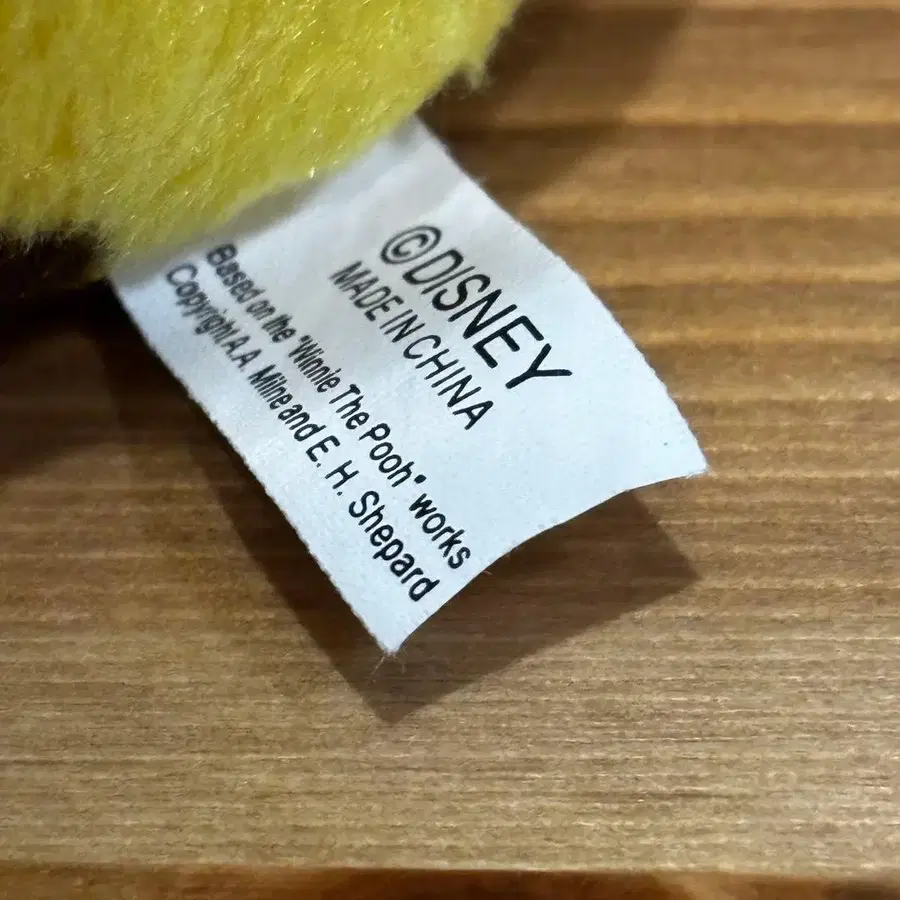 ©DISNEY
MADE IN CHINA
Based on the "Winnie The Pooh" works
Copyright A.A. Milne and E. H. Shepard